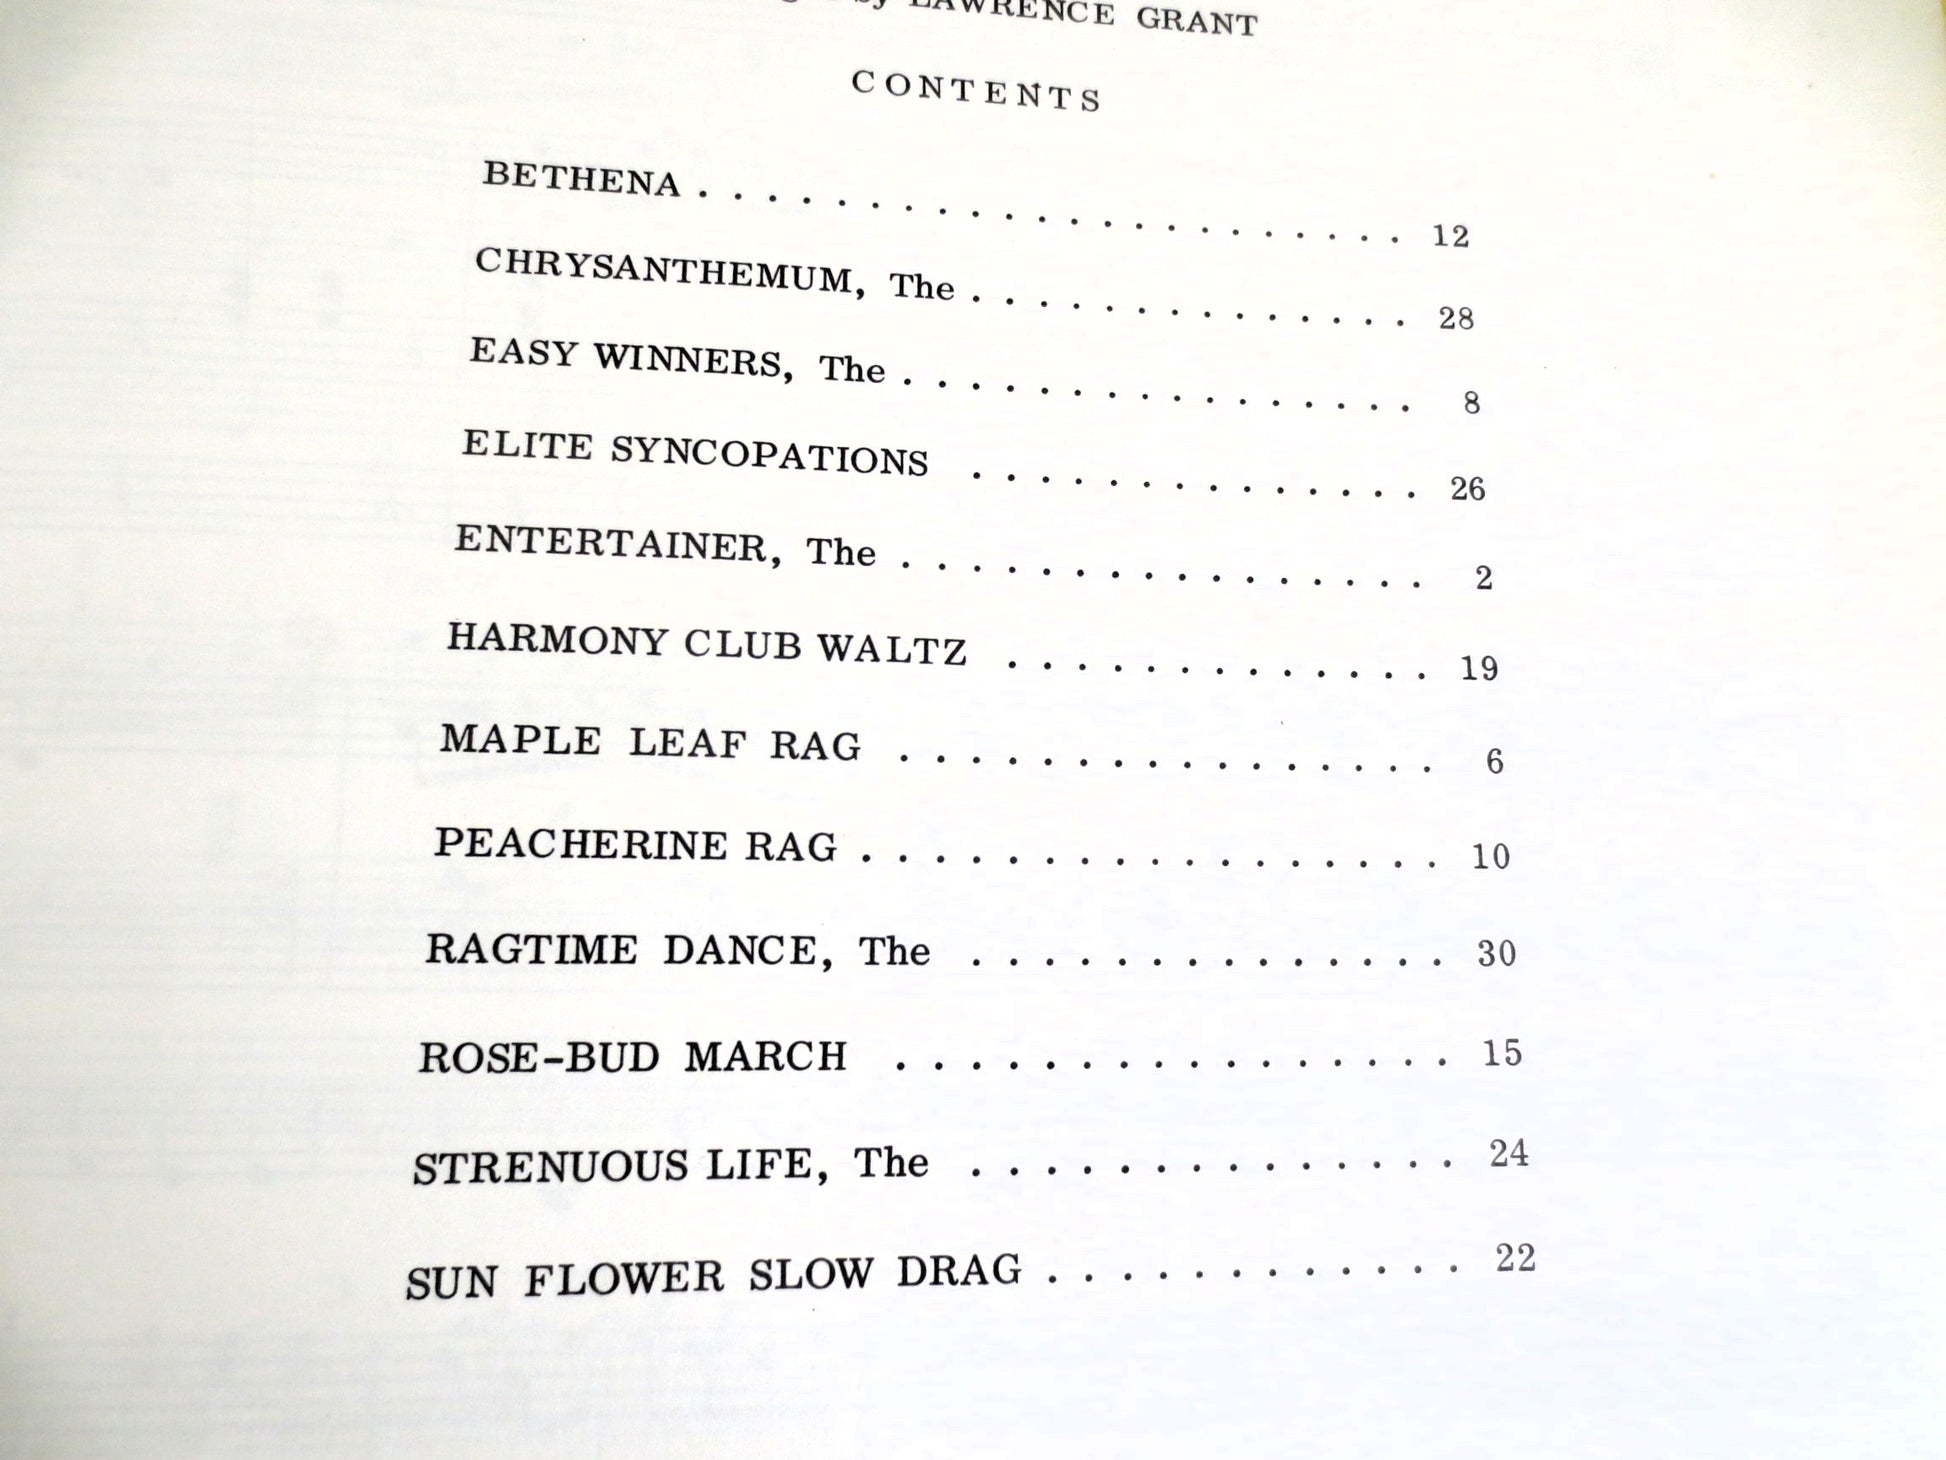 by LAWRENCE GRANT
CONTENTS
BETHENA . . . . . . . . . . . . . . . . . . . . . . 12
CHRYSANTHEMUM, The . . . . . . . . . . . . . . 28
EASY WINNERS, The . . . . . . . . . . . . . . . . 8
ELITE SYNCOPATIONS . . . . . . . . . . . . . . 26
ENTERTAINER, The . . . . . . . . . . . . . . . . 2
HARMONY CLUB WALTZ . . . . . . . . . . . . . 19
MAPLE LEAF RAG . . . . . . . . . . . . . . . . 6
PEACHERINE RAG . . . . . . . . . . . . . . . . . 10
RAGTIME DANCE, The . . . . . . . . . . . . . . 30
ROSE-BUD MARCH . . . . . . . . . . . . . . . . 15
STRENUOUS LIFE, The . . . . . . . . . . . . . . 24
SUN FLOWER SLOW DRAG . . . . . . . . . . . . 22